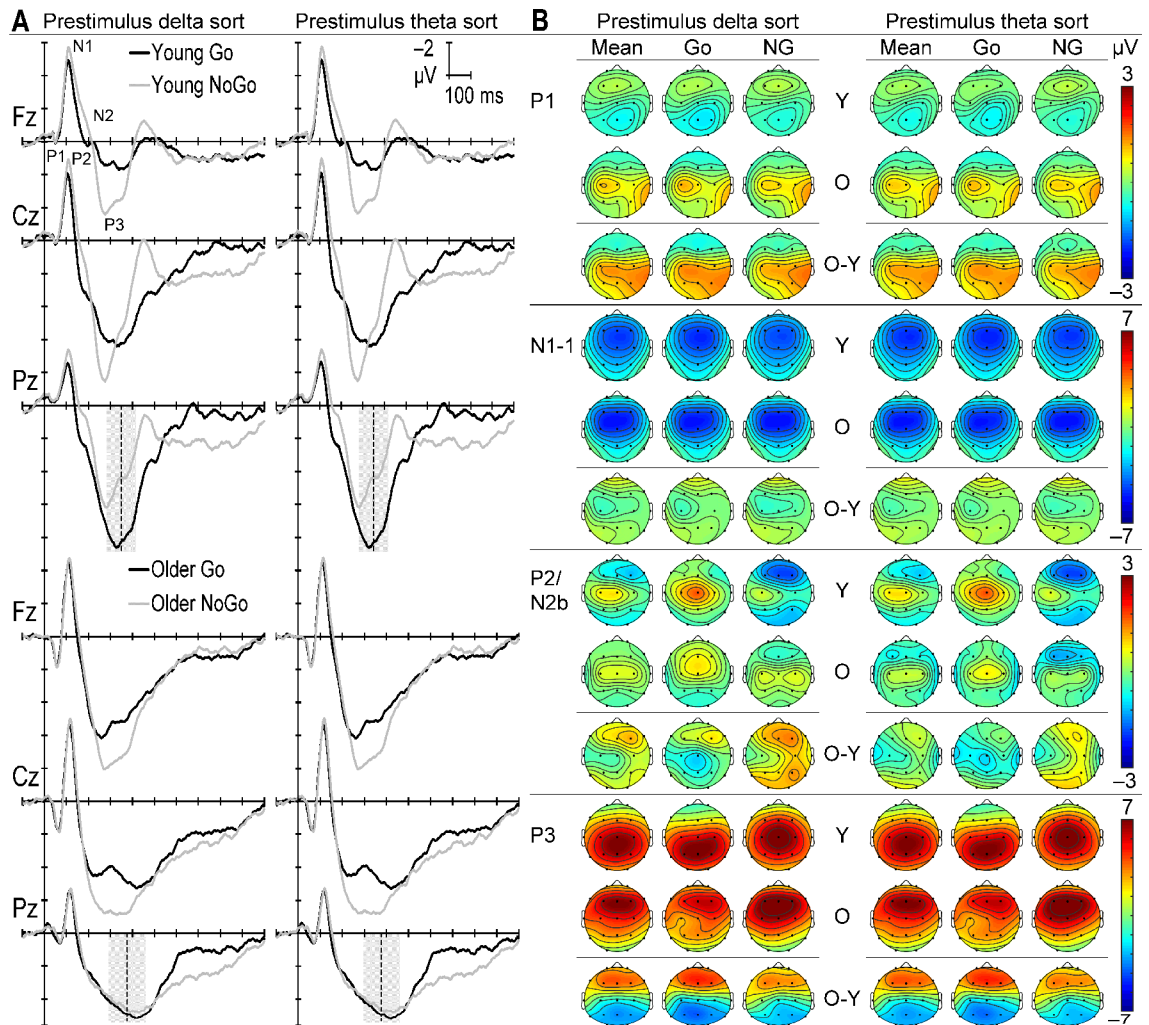 A
Prestimulus delta sort
Prestimulus theta sort
N1
Young Go
Young NoGo
–2
µV
100 ms
Fz
N2
P1
P2
Cz
P3
Pz
Older Go
Older NoGo
Fz
Cz
Pz
B
Prestimulus delta sort
Prestimulus theta sort
Mean Go NG
Mean Go NG
µV
P1
Y
3
O
O-Y
–3
N1-1
Y
7
O
O-Y
–7
P2/
N2b
Y
3
O
O-Y
–3
P3
Y
7
O
O-Y
–7